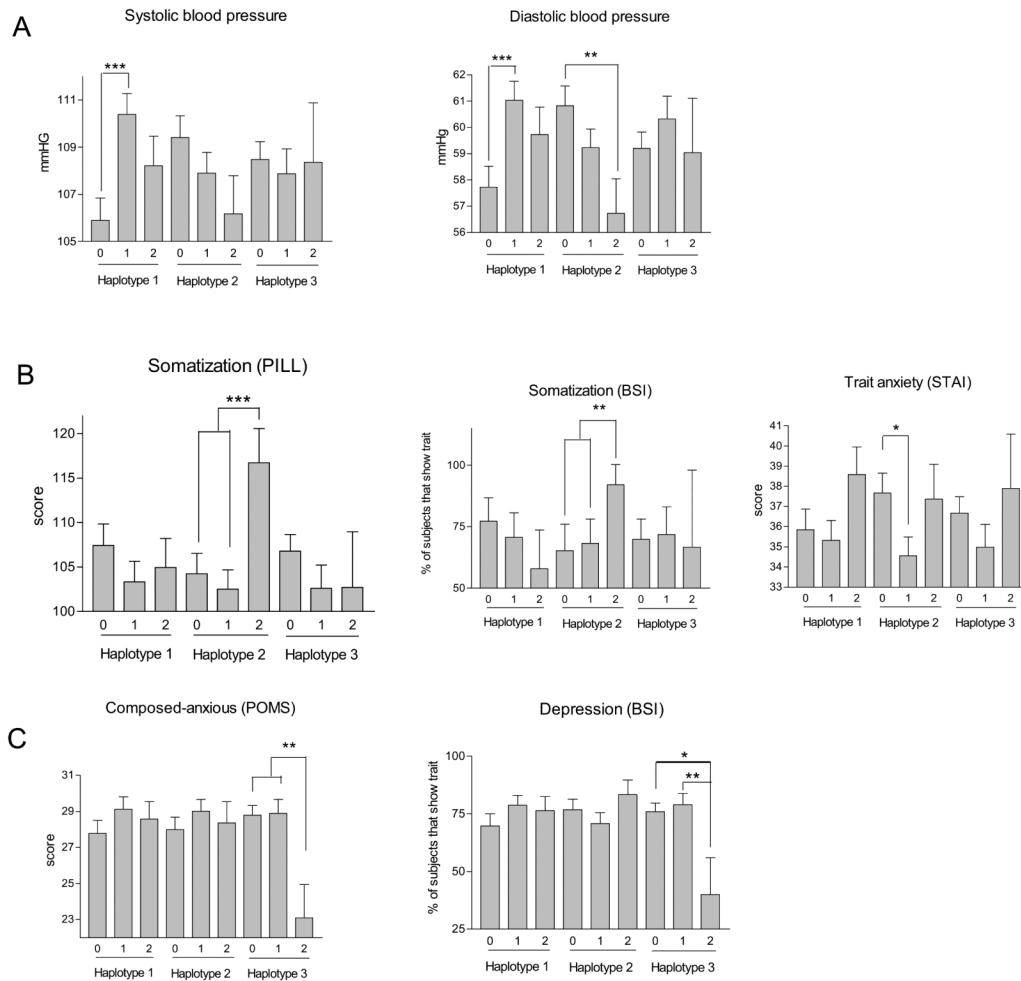 A
Systolic blood pressure
***
mmHG
111
109
107
105
0 1 2 0 1 2 0 1 2
Haplotype 1 Haplotype 2 Haplotype 3
Diastolic blood pressure
*** **
mmHg
62
61
60
59
58
57
56
0 1 2 0 1 2 0 1 2
Haplotype 1 Haplotype 2 Haplotype 3
B
Somatization (PILL)
***
score
120
115
110
105
100
0 1 2 0 1 2 0 1 2
Haplotype 1 Haplotype 2 Haplotype 3
Somatization (BSI)
**
% of subjects that show trait
100
75
50
0 1 2 0 1 2 0 1 2
Haplotype 1 Haplotype 2 Haplotype 3
Trait anxiety (STAI)
*
score
41
40
39
38
37
36
35
34
33
0 1 2 0 1 2 0 1 2
Haplotype 1 Haplotype 2 Haplotype 3
C
Composed-anxious (POMS)
**
score
31
29
27
25
23
0 1 2 0 1 2 0 1 2
Haplotype 1 Haplotype 2 Haplotype 3
Depression (BSI)
*
**
% of subjects that show trait
100
75
50
25
0 1 2 0 1 2 0 1 2
Haplotype 1 Haplotype 2 Haplotype 3